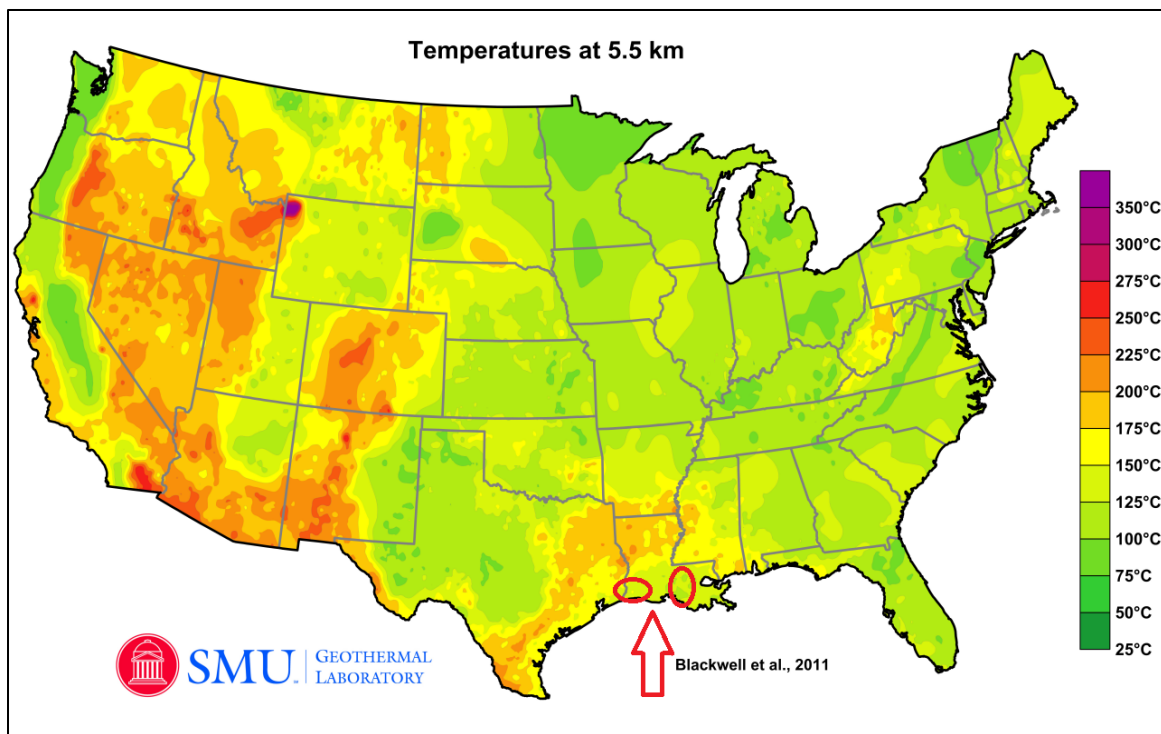 Temperatures at 5.5 km
350°C
300°C
275°C
250°C
225°C
200°C
175°C
150°C
125°C
100°C
75°C
50°C
25°C
SMU GEOTHERMAL
LABORATORY
Blackwell et al., 2011